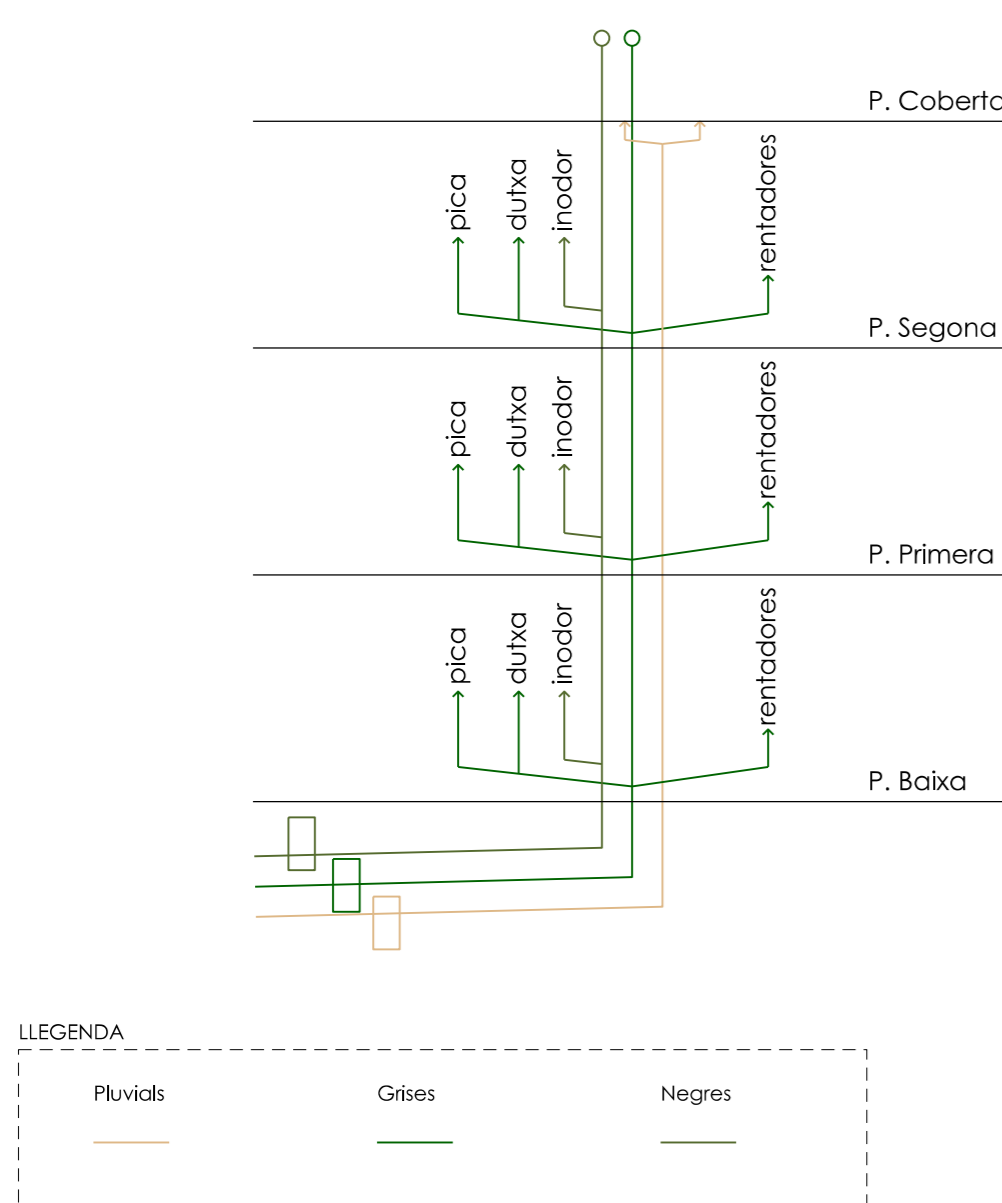 P. Coberta
pica
dutxa
inodor
rentadores
P. Segona
pica
dutxa
inodor
rentadores
P. Primera
pica
dutxa
inodor
rentadores
P. Baixa
LLEGENDA
Pluvials
Grises
Negres